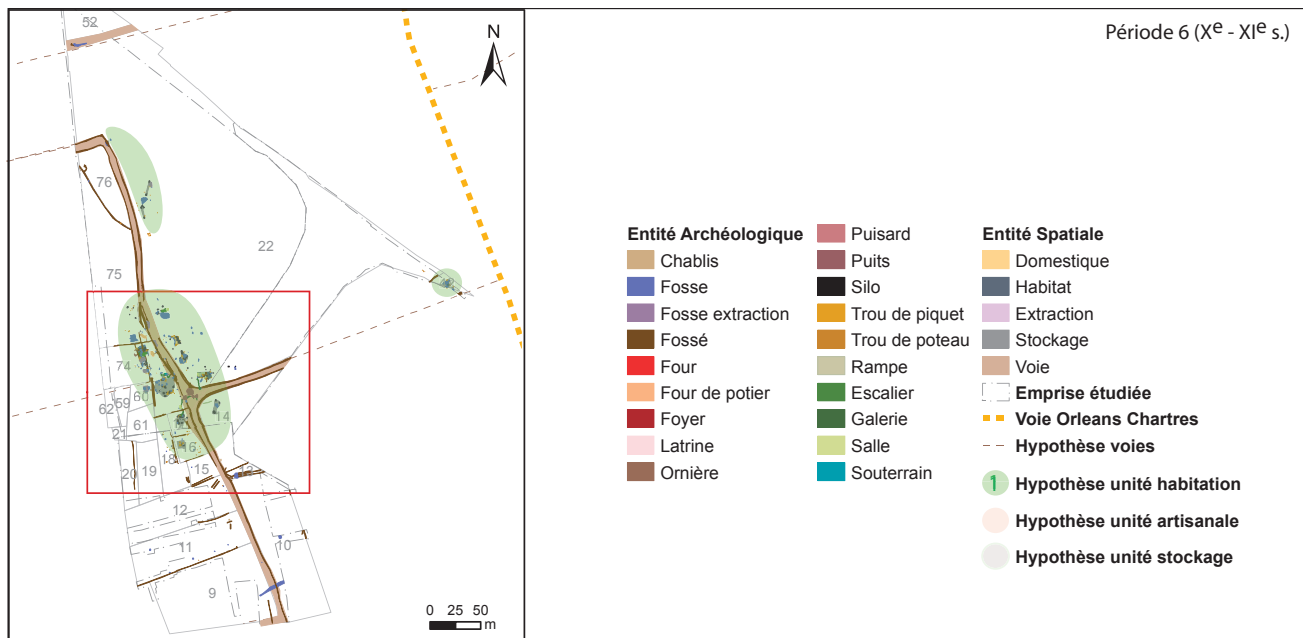 Période 6 (Xe - XIe s.)
52
N
76
22
75
74
60
59
62
61
14
21
16
18
15
13
20
19
12
11
10
9
0 25 50
m
Entité Archéologique
Chablis
Fosse
Fosse extraction
Fossé
Four
Four de potier
Foyer
Latrine
Ornière
Puisard
Puits
Silo
Trou de piquet
Trou de poteau
Rampe
Escalier
Galerie
Salle
Souterrain
Entité Spatiale
Domestique
Habitat
Extraction
Stockage
Voie
Emprise étudiée
Voie Orleans Chartres
Hypothèse voies
1 Hypothèse unité habitation
Hypothèse unité artisanale
Hypothèse unité stockage